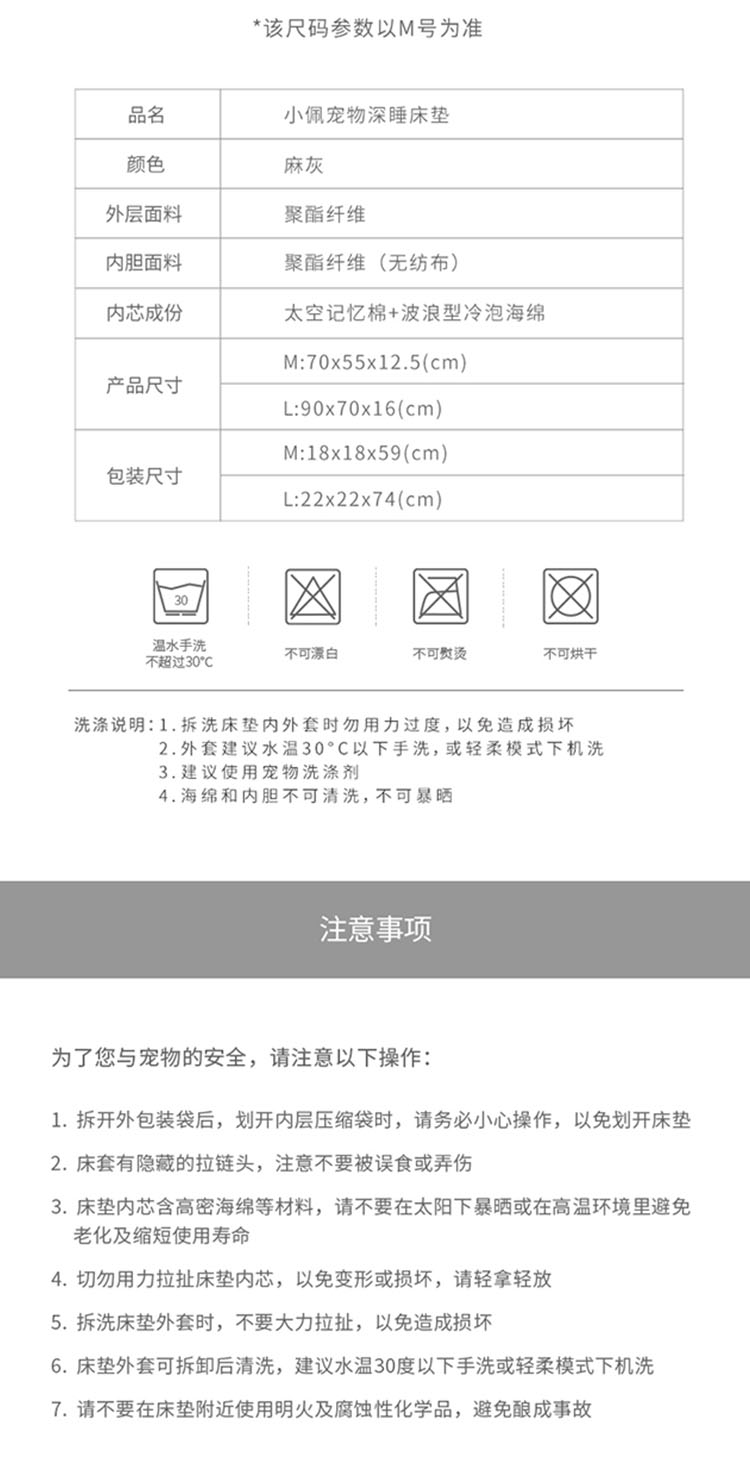 *该尺码参数以M号为准
品名 小佩宠物深睡床垫
颜色 麻灰
外层面料 聚酯纤维
内胆面料 聚酯纤维（无纺布）
内芯成份 太空记忆棉+波浪型冷泡海绵
产品尺寸
M:70x55x12.5(cm)
L:90x70x16(cm)
包装尺寸
M:18x18x59(cm)
L:22x22x74(cm)
30
温水手洗
不超过30°C
不可漂白
不可熨烫
不可烘干
洗涤说明:1.拆洗床垫内外套时勿用力过度,以免造成损坏
2.外套建议水温30°C以下手洗,或轻柔模式下机洗
3.建议使用宠物洗涤剂
4.海绵和内胆不可清洗,不可暴晒
注意事项
为了您与宠物的安全，请注意以下操作：
1. 拆开外包装袋后，划开内层压缩袋时，请务必小心操作，以免划开床垫
2. 床套有隐藏的拉链头，注意不要被误食或弄伤
3. 床垫内芯含高密海绵等材料，请不要在太阳下暴晒或在高温环境里避免
老化及缩短使用寿命
4. 切勿用力拉扯床垫内芯，以免变形或损坏，请轻拿轻放
5. 拆洗床垫外套时，不要大力拉扯，以免造成损坏
6. 床垫外套可拆卸后清洗，建议水温30度以下手洗或轻柔模式下机洗
7. 请不要在床垫附近使用明火及腐蚀性化学品，避免酿成事故